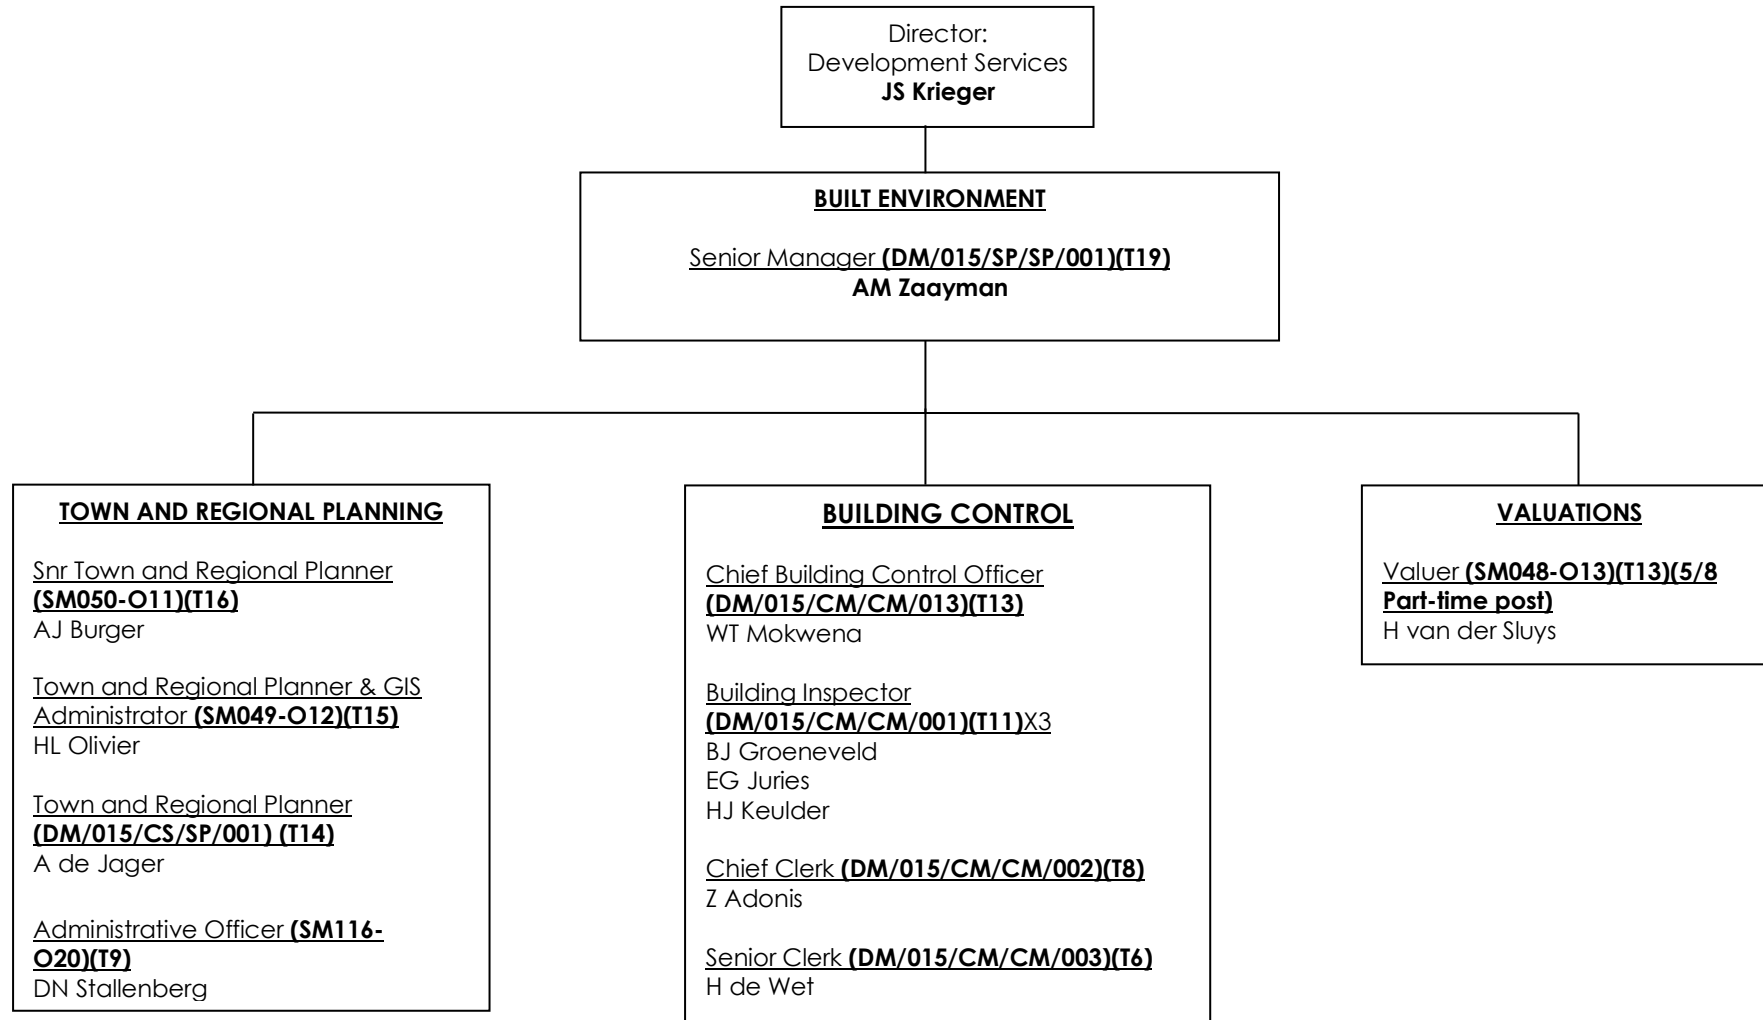 Director:
Development Services
JS Krieger
BUILT ENVIRONMENT
Senior Manager (DM/015/SP/SP/001)(T19)
AM Zaayman
TOWN AND REGIONAL PLANNING
Snr Town and Regional Planner
(SM050-O11)(T16)
AJ Burger
Town and Regional Planner & GIS
Administrator (SM049-O12)(T15)
HL Olivier
Town and Regional Planner
(DM/015/CS/SP/001) (T14)
A de Jager
Administrative Officer (SM116-
O20)(T9)
DN Stallenberg
BUILDING CONTROL
Chief Building Control Officer
(DM/015/CM/CM/013)(T13)
WT Mokwena
Building Inspector
(DM/015/CM/CM/001)(T11)X3
BJ Groeneveld
EG Juries
HJ Keulder
Chief Clerk (DM/015/CM/CM/002)(T8)
Z Adonis
Senior Clerk (DM/015/CM/CM/003)(T6)
H de Wet
VALUATIONS
Valuer (SM048-O13)(T13)(5/8
Part-time post)
H van der Sluys